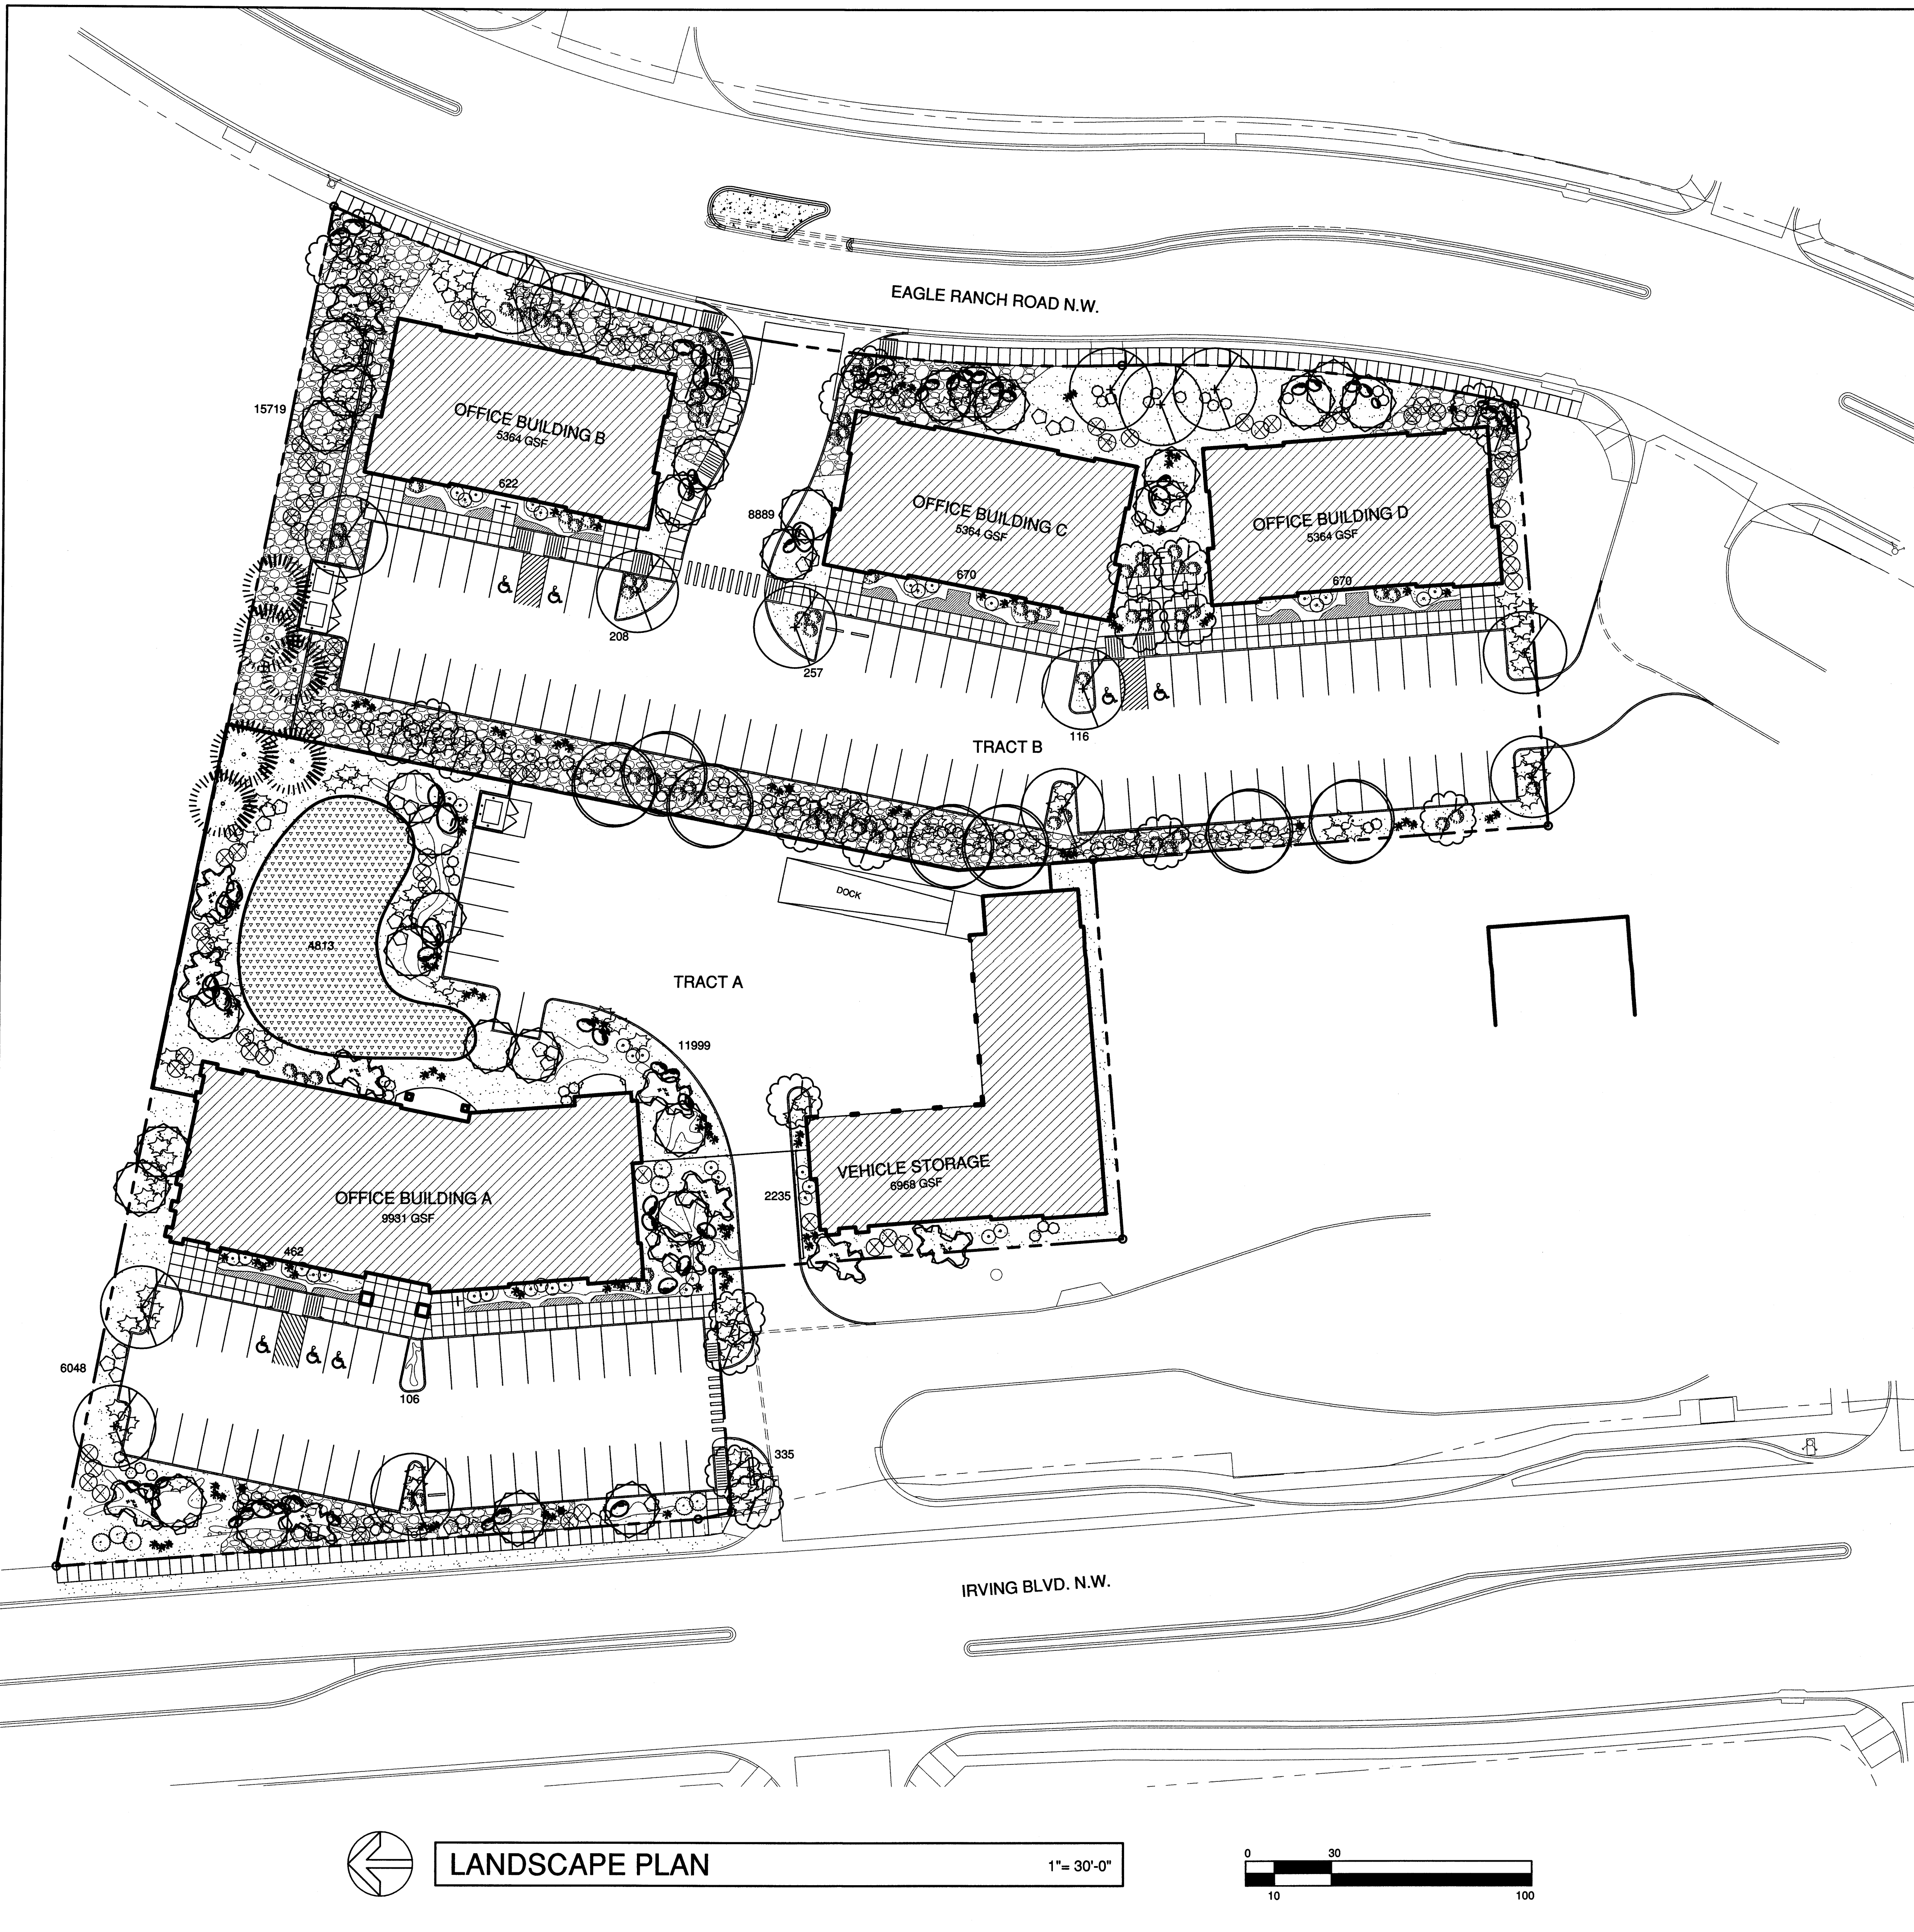 EAGLE RANCH ROAD N.W.
15719
OFFICE BUILDING B
5364 GSF
622
8889
OFFICE BUILDING C
5364 GSF
OFFICE BUILDING D
5364 GSF
670
670
208
257
116
TRACT B
DOCK
4813
TRACT A
11999
VEHICLE STORAGE
6968 GSF
2235
OFFICE BUILDING A
9931 GSF
462
6048
106
335
IRVING BLVD. N.W.
LANDSCAPE PLAN
1"= 30'-0"
0 30
10 100